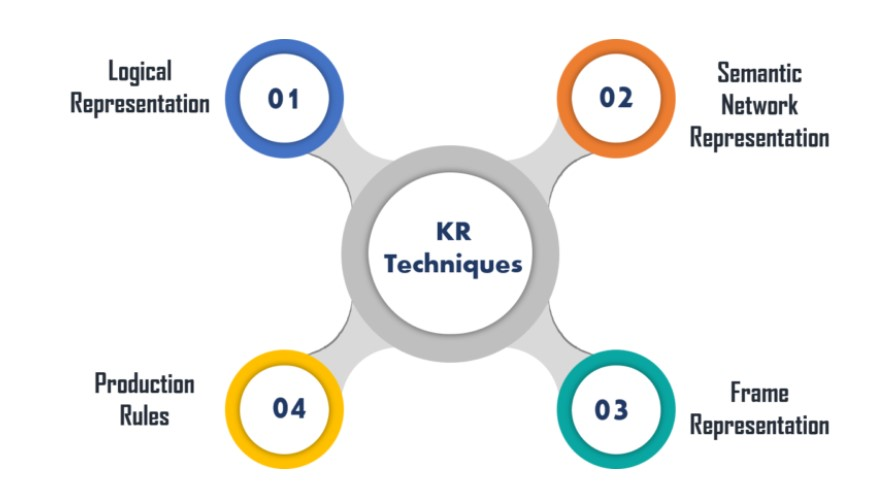 Logical
Representation
01
02
Semantic
Network
Representation
KR
Techniques
Production
Rules
04
03
Frame
Representation